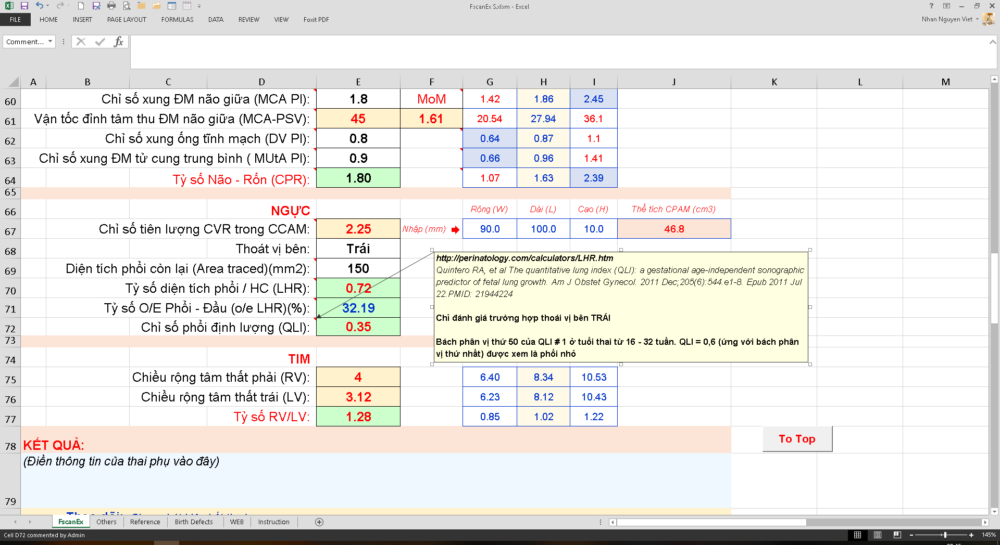 FscanEx S.xlsm - Excel
FILE HOME INSERT PAGE LAYOUT FORMULAS DATA REVIEW VIEW Foxit PDF
Nhan Nguyen Viet
Comment...
fx
A B C D E F G H I J K L M
60 Chỉ số xung ĐM não giữa (MCA PI): 1.8 MoM 1.42 1.86 2.45
61 Vận tốc đỉnh tâm thu ĐM não giữa (MCA-PSV): 45 1.61 20.54 27.94 36.1
62 Chỉ số xung ống tĩnh mạch (DV PI): 0.8 0.64 0.87 1.1
63 Chỉ số xung ĐM tử cung trung bình ( MUtA PI): 0.9 0.66 0.96 1.41
64 Tỷ số Não - Rốn (CPR): 1.80 1.07 1.63 2.39
65
66 NGỰC Rộng (W) Dài (L) Cao (H) Thể tích CPAM (cm3)
67 Chỉ số tiên lượng CVR trong CCAM: 2.25 Nhập (mm) 90.0 100.0 10.0 46.8
68 Thoát vị bên: Trái
69 Diện tích phổi còn lại (Area traced)(mm2): 150
70 Tỷ số diện tích phổi / HC (LHR): 0.72
71 Tỷ số O/E Phổi - Đầu (o/e LHR)(%): 32.19
72 Chỉ số phổi định lượng (QLI): 0.35
http://perinatology.com/calculators/LHR.htm
Quintero RA, et al The quantitative lung index (QLI): a gestational age-independent sonographic
predictor of fetal lung growth. Am J Obstet Gynecol. 2011 Dec;205(6):544.e1-8. Epub 2011 Jul
22.PMID: 21944224
Chỉ đánh giá trường hợp thoái vị bên TRÁI
Bách phân vị thứ 50 của QLI # 1 ở tuổi thai từ 16 - 32 tuần. QLI = 0,6 (ứng với bách phân
vị thứ nhất) được xem là phổi nhỏ
73
74 TIM
75 Chiều rộng tâm thất phải (RV): 4 6.40 8.34 10.53
76 Chiều rộng tâm thất trái (LV): 3.12 6.23 8.12 10.43
77 Tỷ số RV/LV: 1.28 0.85 1.02 1.22
78 KẾT QUẢ: To Top
(Điền thông tin của thai phụ vào đây)
79
FscanEx Others Reference Birth Defects WEB Instruction
Cell D72 commented by Admin
145%